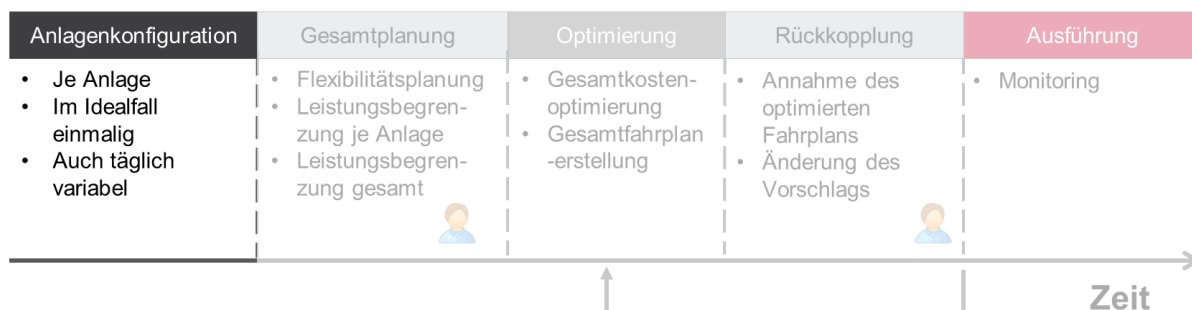 Anlagenkonfiguration
• Je Anlage
• Im Idealfall
einmalig
• Auch täglich
variabel
Gesamtplanung
• Flexibilitätsplanung
• Leistungsbegren-
zung je Anlage
• Leistungsbegren-
zung gesamt
Optimierung
• Gesamtkosten-
optimierung
• Gesamtfahrplan
-erstellung
Rückkopplung
• Annahme des
optimierten
Fahrplans
• Änderung des
Vorschlags
Ausführung
• Monitoring
Zeit